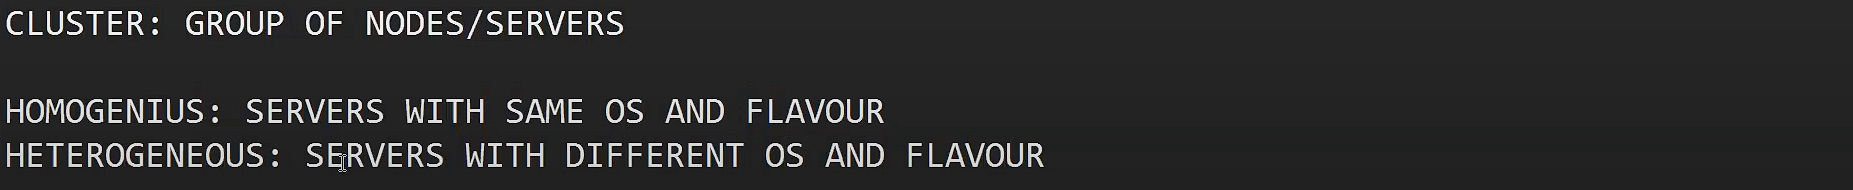 CLUSTER: GROUP OF NODES/SERVERS
HOMOGENIUS: SERVERS WITH SAME OS AND FLAVOUR
HETEROGENEOUS: SERVERS WITH DIFFERENT OS AND FLAVOUR